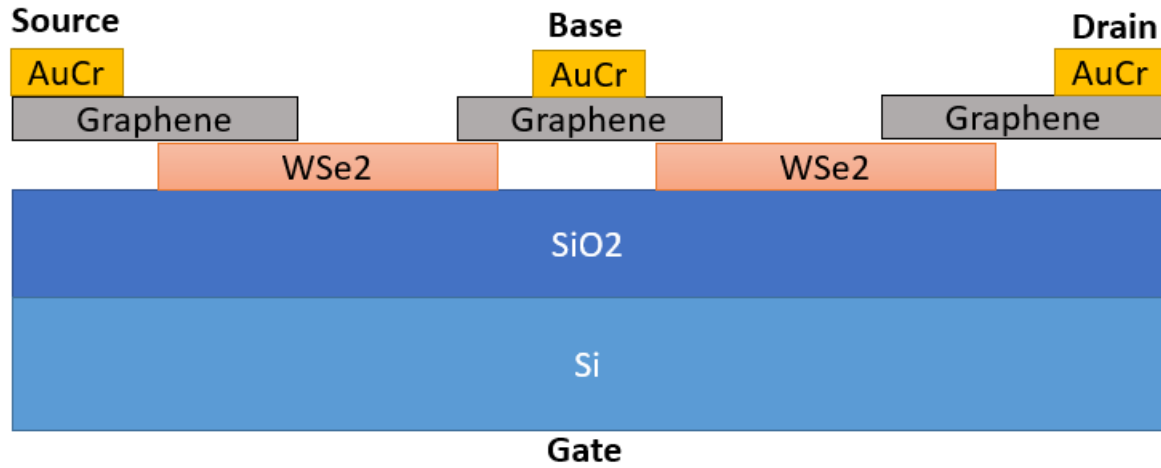 Source Base Drain
AuCr AuCr AuCr
Graphene Graphene Graphene
WSe2 WSe2
SiO2
Si
Gate